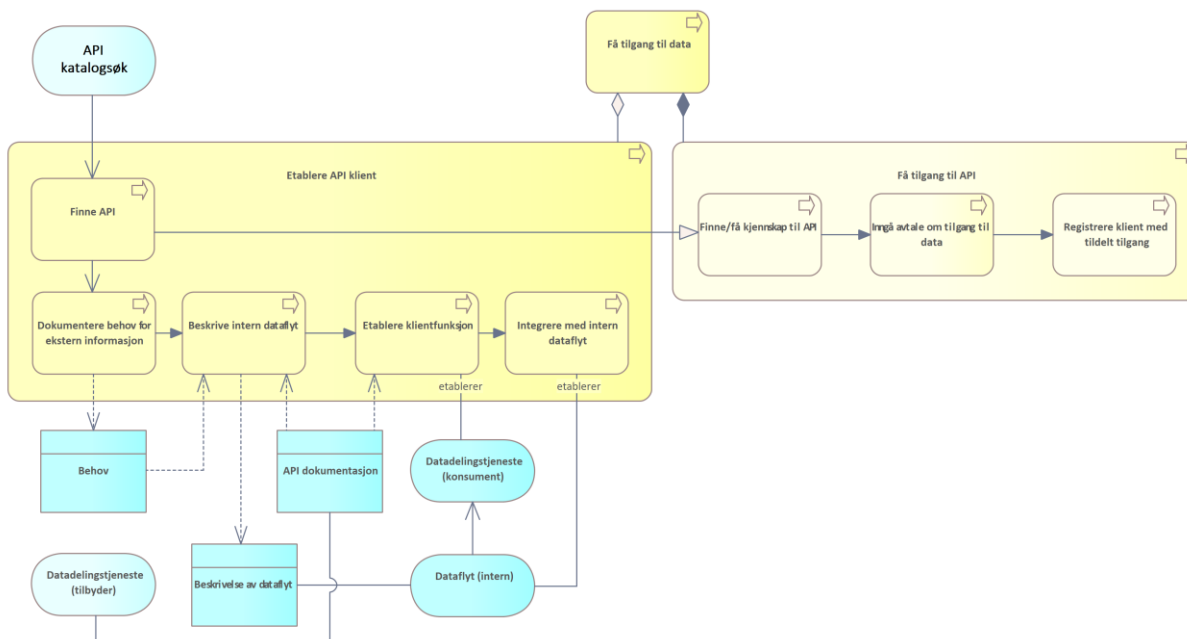 API
katalogsøk
Få tilgang til data
Etablere API klient
Få tilgang til API
Finne API
Finne/få kjennskap til API
Inngå avtale om tilgang til
data
Registrere klient med
tildelt tilgang
Dokumentere behov for
ekstern informasjon
Beskrive intern dataflyt
Etablere klientfunksjon
Integrere med intern
dataflyt
etablerer
etablerer
Behov
API dokumentasjon
Datadelingstjeneste
(konsument)
Datadelingstjeneste
(tilbyder)
Beskrivelse av dataflyt
Dataflyt (intern)